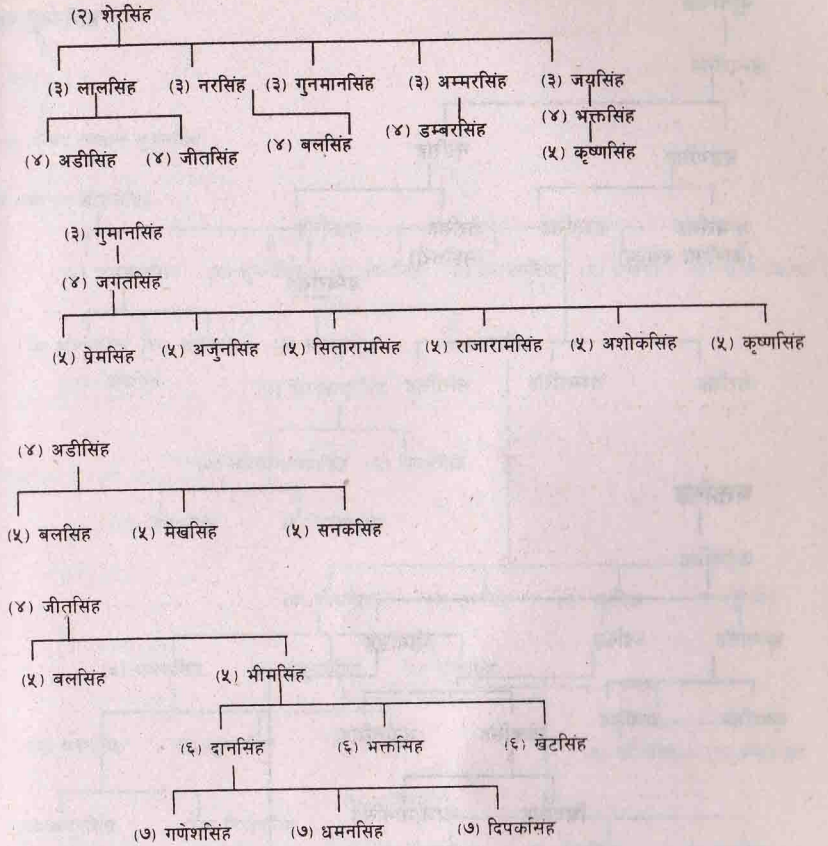 (२) शेरसिंह
(३) लालसिंह (३) नरसिंह (३) गुनमानसिंह (३) अम्मरसिंह (३) जयसिंह
(४) अडीसिंह (४) जीतसिंह (४) बलसिंह (४) डम्बरसिंह (४) भक्तसिंह
(५) कृष्णसिंह
(३) गुमानसिंह
(४) जगतसिंह
(५) प्रेमसिंह (५) अर्जुनसिंह (५) सितारामसिंह (५) राजारामसिंह (५) अशोकसिंह (५) कृष्णसिंह
(४) अडीसिंह
(५) बलसिंह (५) मेखसिंह (५) सनकसिंह
(४) जीतसिंह
(५) बलसिंह (५) भीमसिंह
(६) दानसिंह (६) भक्तसिंह (६) खेटसिंह
(७) गणेशसिंह (७) धमनसिंह (७) दिपकसिंह